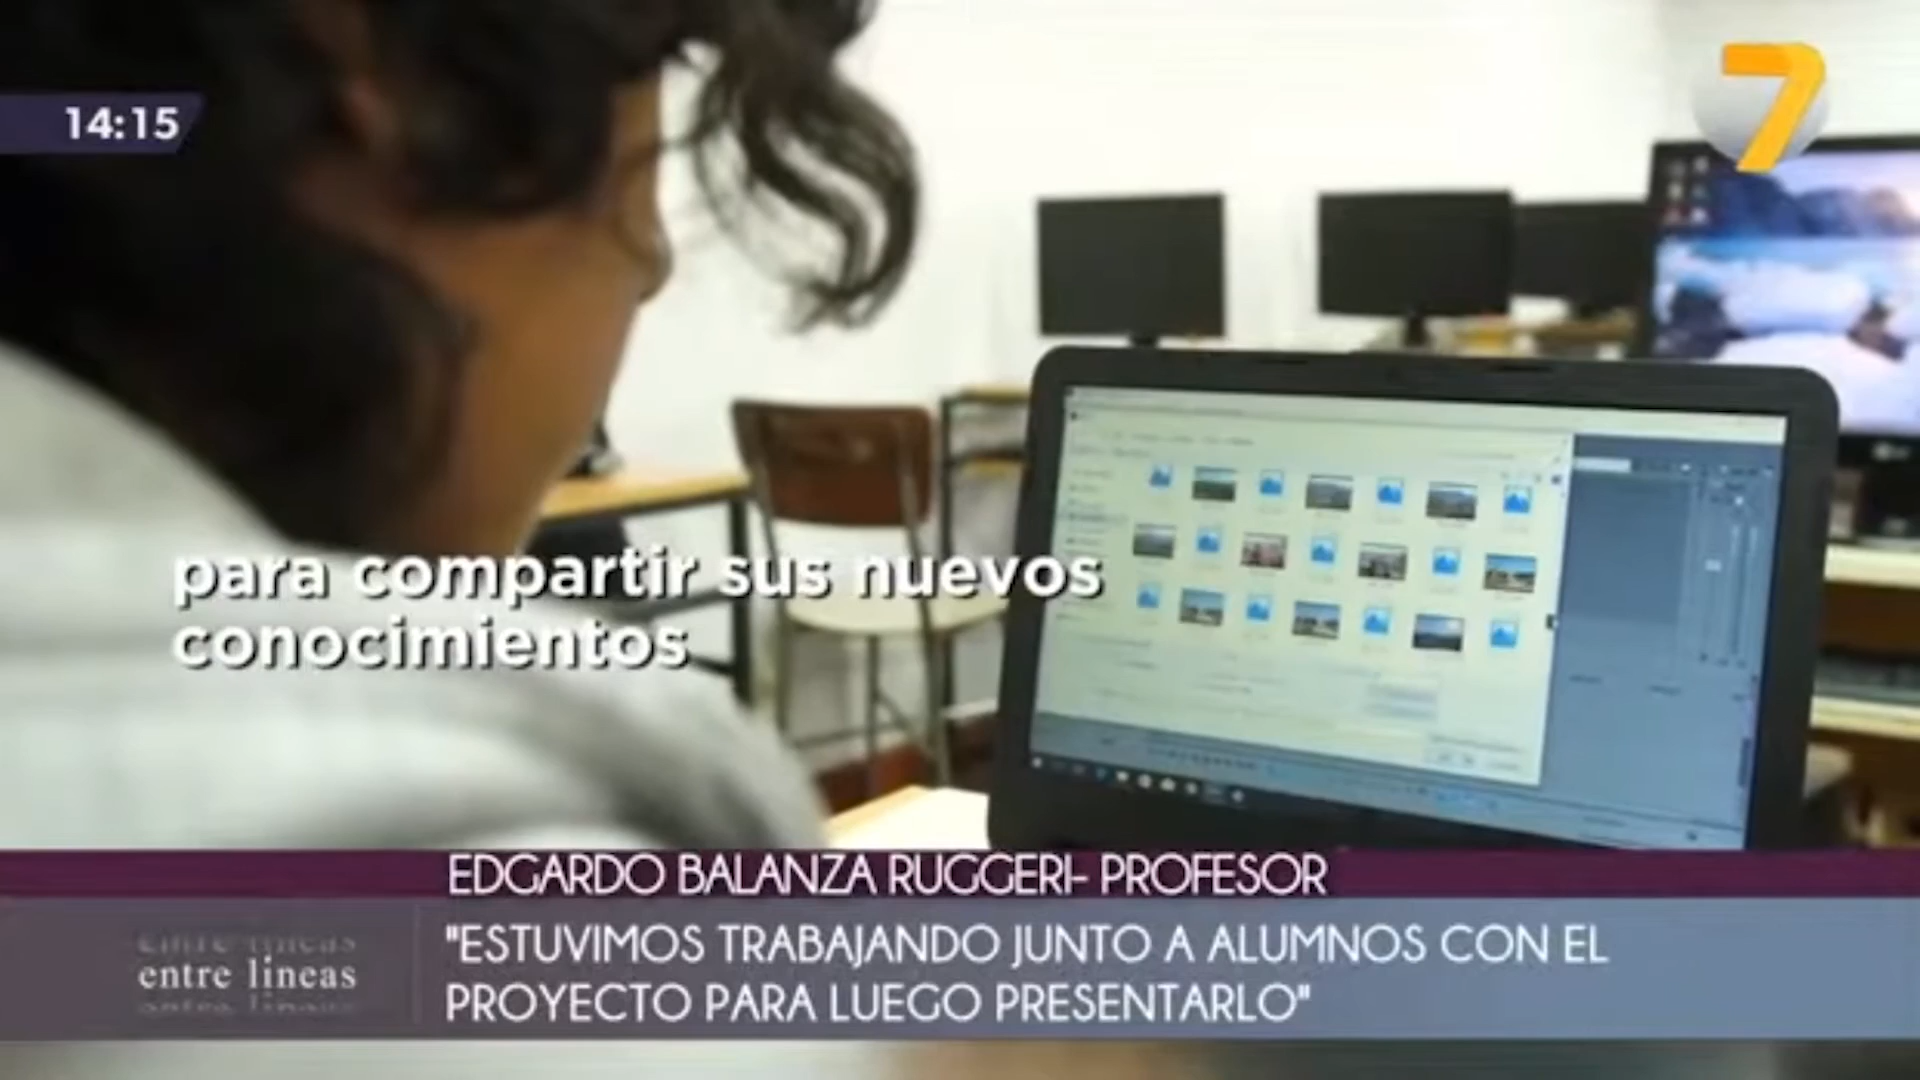 14:15
7
para compartir sus nuevos
conocimientos
EDGARDO BALANZA RUGGERI- PROFESOR
entre lineas
"ESTUVIMOS TRABAJANDO JUNTO A ALUMNOS CON EL
PROYECTO PARA LUEGO PRESENTARLO"